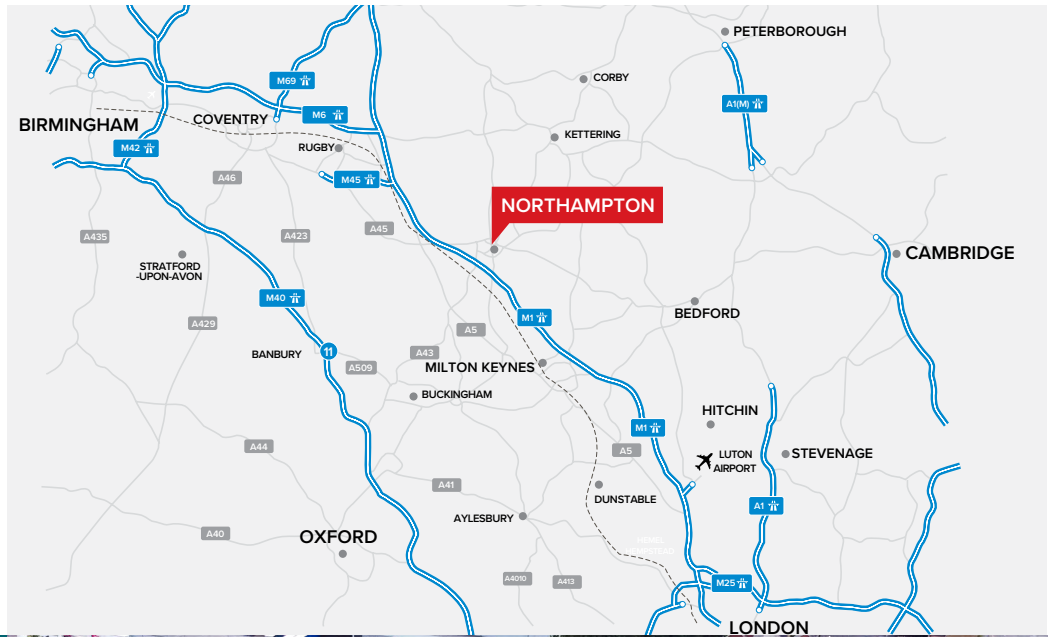 PETERBOROUGH
CORBY
M69
A1(M)
M6
COVENTRY
BIRMINGHAM
KETTERING
M42
RUGBY
A46
M45
NORTHAMPTON
A435
A423
A45
CAMBRIDGE
STRATFORD
-UPON-AVON
M40
BEDFORD
M1
A429
A5
11
BANBURY
A43
A509
MILTON KEYNES
BUCKINGHAM
HITCHIN
M1
A44
A5
LUTON
AIRPORT
STEVENAGE
A41
DUNSTABLE
A1
AYLESBURY
A40
OXFORD
HEMEL
HEMPSTEAD
A4010
A413
M25
LONDON